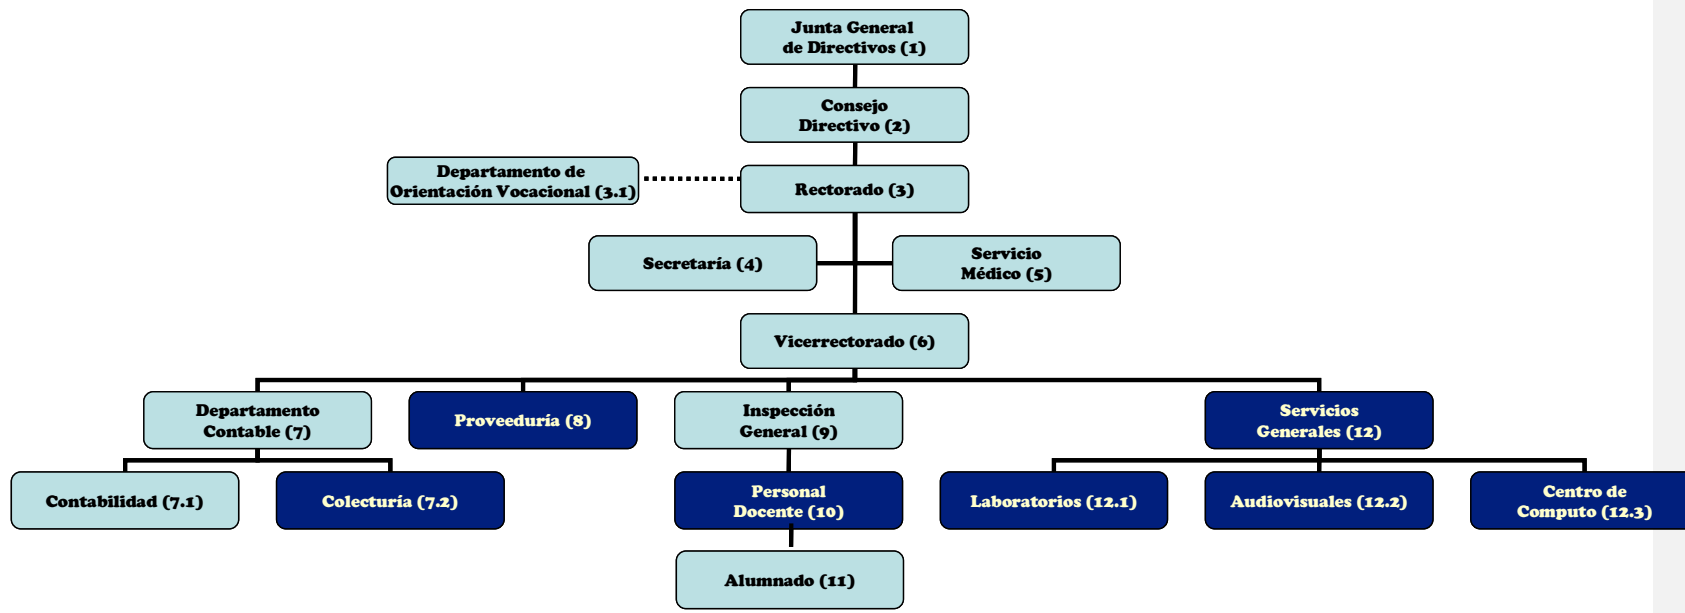 Junta General
de Directivos (1)
Consejo
Directivo (2)
Departamento de
Orientación Vocacional (3.1)
Rectorado (3)
Secretaría (4)
Servicio
Médico (5)
Vicerrectorado (6)
Departamento
Contable (7)
Proveeduría (8)
Inspección
General (9)
Servicios
Generales (12)
Contabilidad (7.1)
Colecturía (7.2)
Personal
Docente (10)
Laboratorios (12.1)
Audiovisuales (12.2)
Centro de
Computo (12.3)
Alumnado (11)